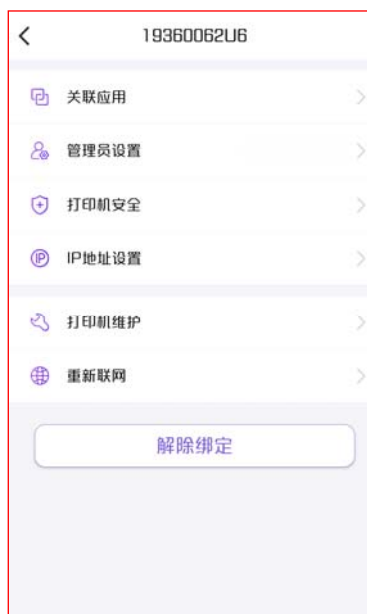 19360062U6
关联应用
管理员设置
打印机安全
IP地址设置
打印机维护
重新联网
解除绑定